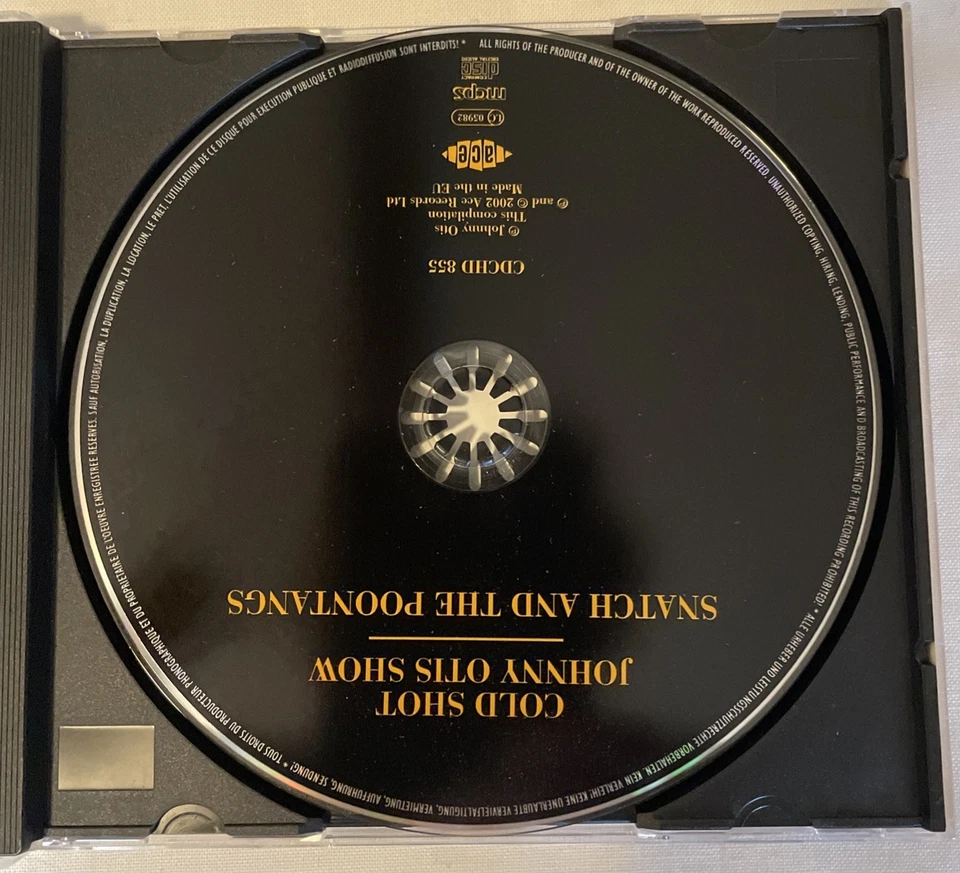 COLD SHOT
JOHNNY OTIS SHOW
SNATCH AND THE POONTANGS
CDCHD 855
℗ Johnny Otis
This compilation
℗ and © 2002 Ace Records Ltd
Made in the EU
ace
LC 05982
mcps
COMPACT
disc
DIGITAL AUDIO
ALL RIGHTS OF THE PRODUCER AND OF THE OWNER OF THE WORK REPRODUCED RESERVED. UNAUTHORIZED COPYING, HIRING, LENDING, PUBLIC PERFORMANCE AND BROADCASTING OF THIS RECORDING PROHIBITED! * ALLE URHEBER UND LEISTUNGSSCHUTZRECHTE VORBEHALTEN. KEIN VERLEIH! KEINE UNERLAUBTE VERVIELFALTIGUNG, VERMIETUNG, AUFFUHRUNG, SENDUNG! * TOUS DROITS DU PRODUCTEUR PHONOGRAPHIQUE ET DU PROPRIETAIRE DE L'OEUVRE ENREGISTREE RESERVES. SAUF AUTORISATION, LA DUPLICATION, LA LOCATION, LE PRET, L'UTILISATION DE CE DISQUE POUR EXECUTION PUBLIQUE ET RADIODIFFUSION SONT INTERDITS! *